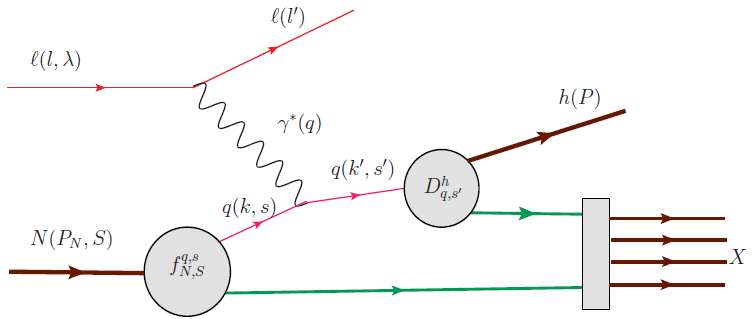 ℓ(l′)
ℓ(l, λ)
h(P)
γ*(q)
q(k′, s′)
D^h_{q,s′}
q(k, s)
N(P_N, S)
f^{q,s}_{N,S}
X